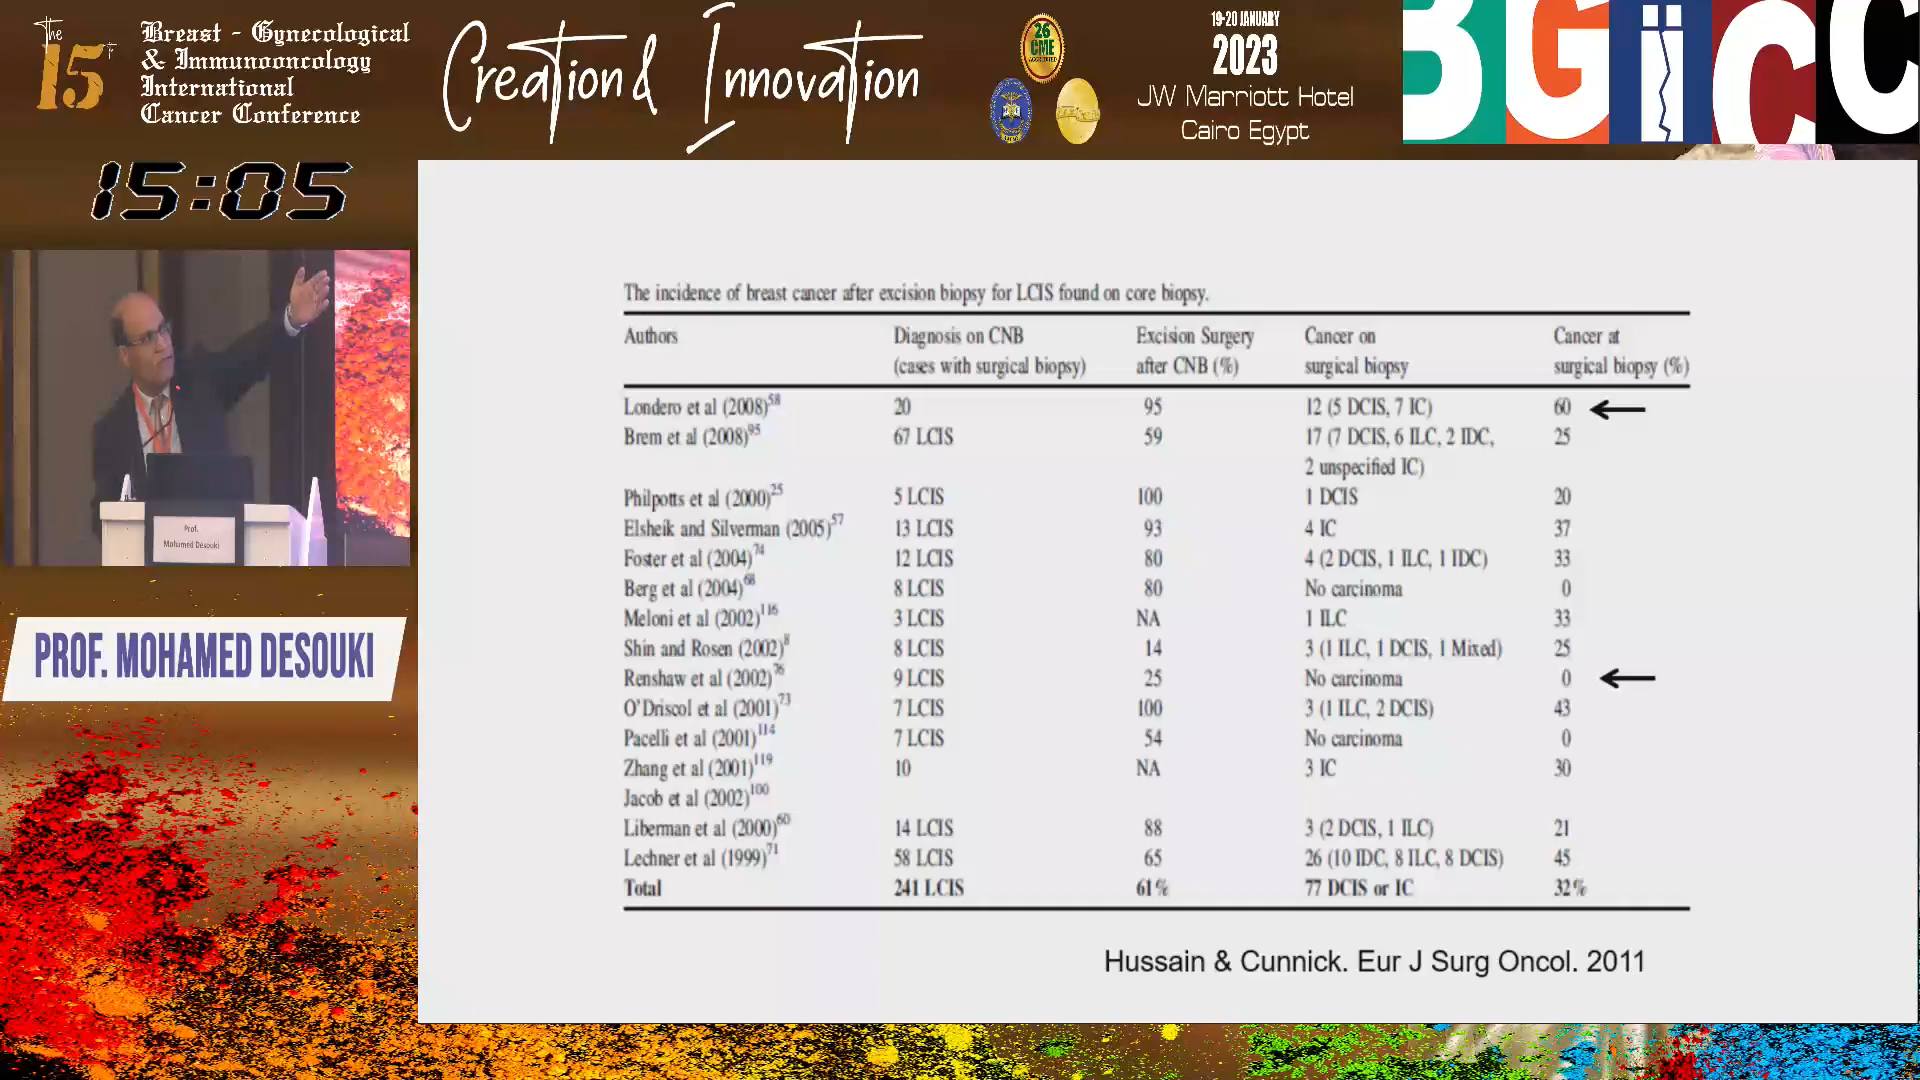 The 15th
Breast - Gynecological
& Immunooncology
International
Cancer Conference
Creation & Innovation
26
CME
19-20 JANUARY
2023
JW Marriott Hotel
Cairo Egypt
BGiCC
15:05
Prof.
Mohamed Desouki
PROF. MOHAMED DESOUKI
The incidence of breast cancer after excision biopsy for LCIS found on core biopsy.
Authors Diagnosis on CNB Excision Surgery Cancer on Cancer at
(cases with surgical biopsy) after CNB (%) surgical biopsy surgical biopsy (%)
Londero et al (2008)58 20 95 12 (5 DCIS, 7 IC) 60
Brem et al (2008)95 67 LCIS 59 17 (7 DCIS, 6 ILC, 2 IDC, 25
2 unspecified IC)
Philpotts et al (2000)25 5 LCIS 100 1 DCIS 20
Elsheik and Silverman (2005)57 13 LCIS 93 4 IC 37
Foster et al (2004)74 12 LCIS 80 4 (2 DCIS, 1 ILC, 1 IDC) 33
Berg et al (2004)68 8 LCIS 80 No carcinoma 0
Meloni et al (2002)116 3 LCIS NA 1 ILC 33
Shin and Rosen (2002)8 8 LCIS 14 3 (1 ILC, 1 DCIS, 1 Mixed) 25
Renshaw et al (2002)76 9 LCIS 25 No carcinoma 0
O'Driscol et al (2001)73 7 LCIS 100 3 (1 ILC, 2 DCIS) 43
Pacelli et al (2001)114 7 LCIS 54 No carcinoma 0
Zhang et al (2001)119 10 NA 3 IC 30
Jacob et al (2002)100
Liberman et al (2000)60 14 LCIS 88 3 (2 DCIS, 1 ILC) 21
Lechner et al (1999)71 58 LCIS 65 26 (10 IDC, 8 ILC, 8 DCIS) 45
Total 241 LCIS 61% 77 DCIS or IC 32%
Hussain & Cunnick. Eur J Surg Oncol. 2011